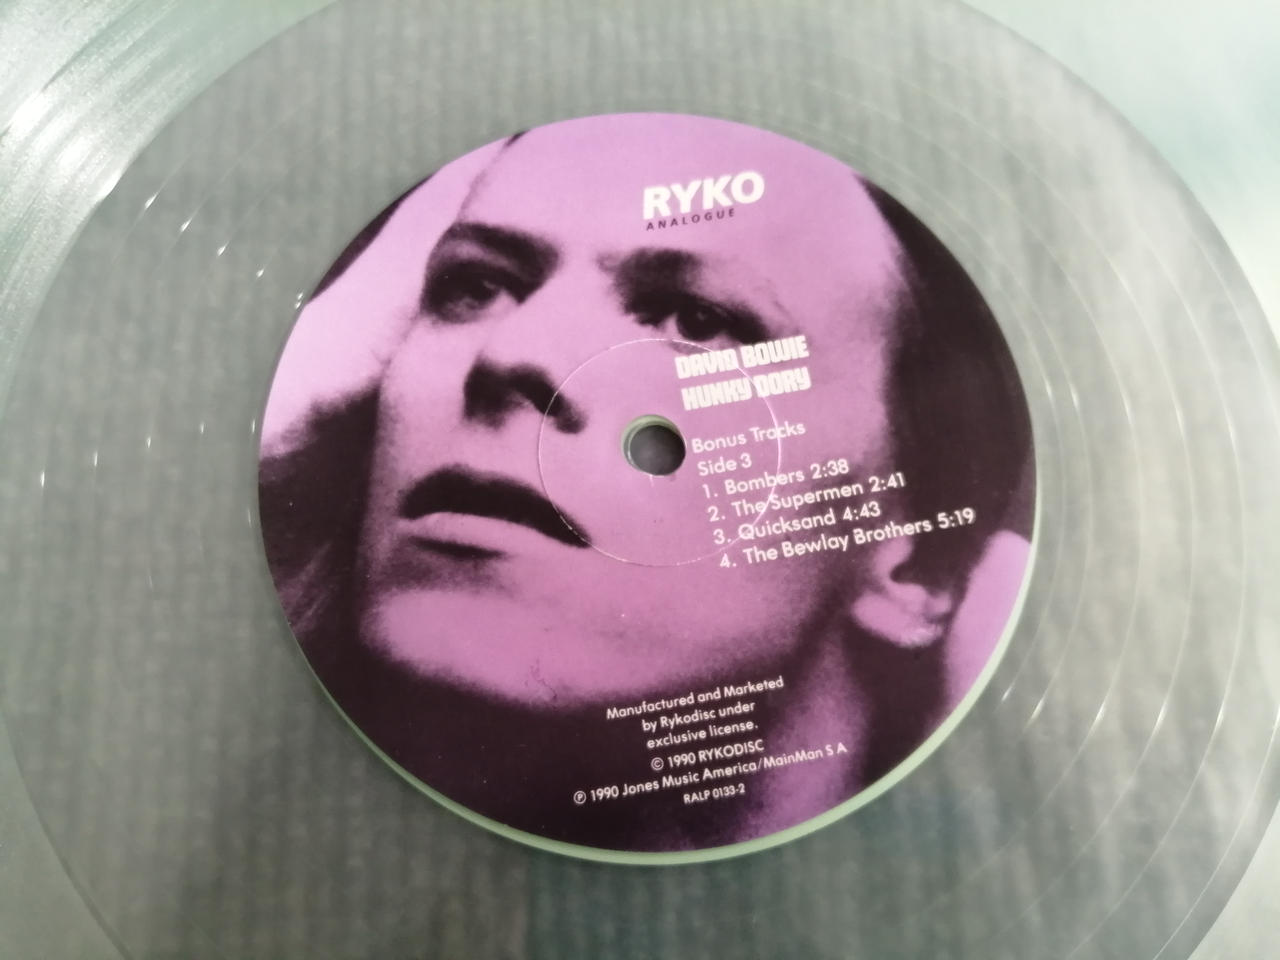 RYKO
ANALOGUE
DAVID BOWIE
HUNKY DORY
Bonus Tracks
Side 3
1. Bombers 2:38
2. The Supermen 2:41
3. Quicksand 4:43
4. The Bewlay Brothers 5:19
Manufactured and Marketed
by Rykodisc under
exclusive license.
© 1990 RYKODISC
℗ 1990 Jones Music America/MainMan S A
RALP 0133-2